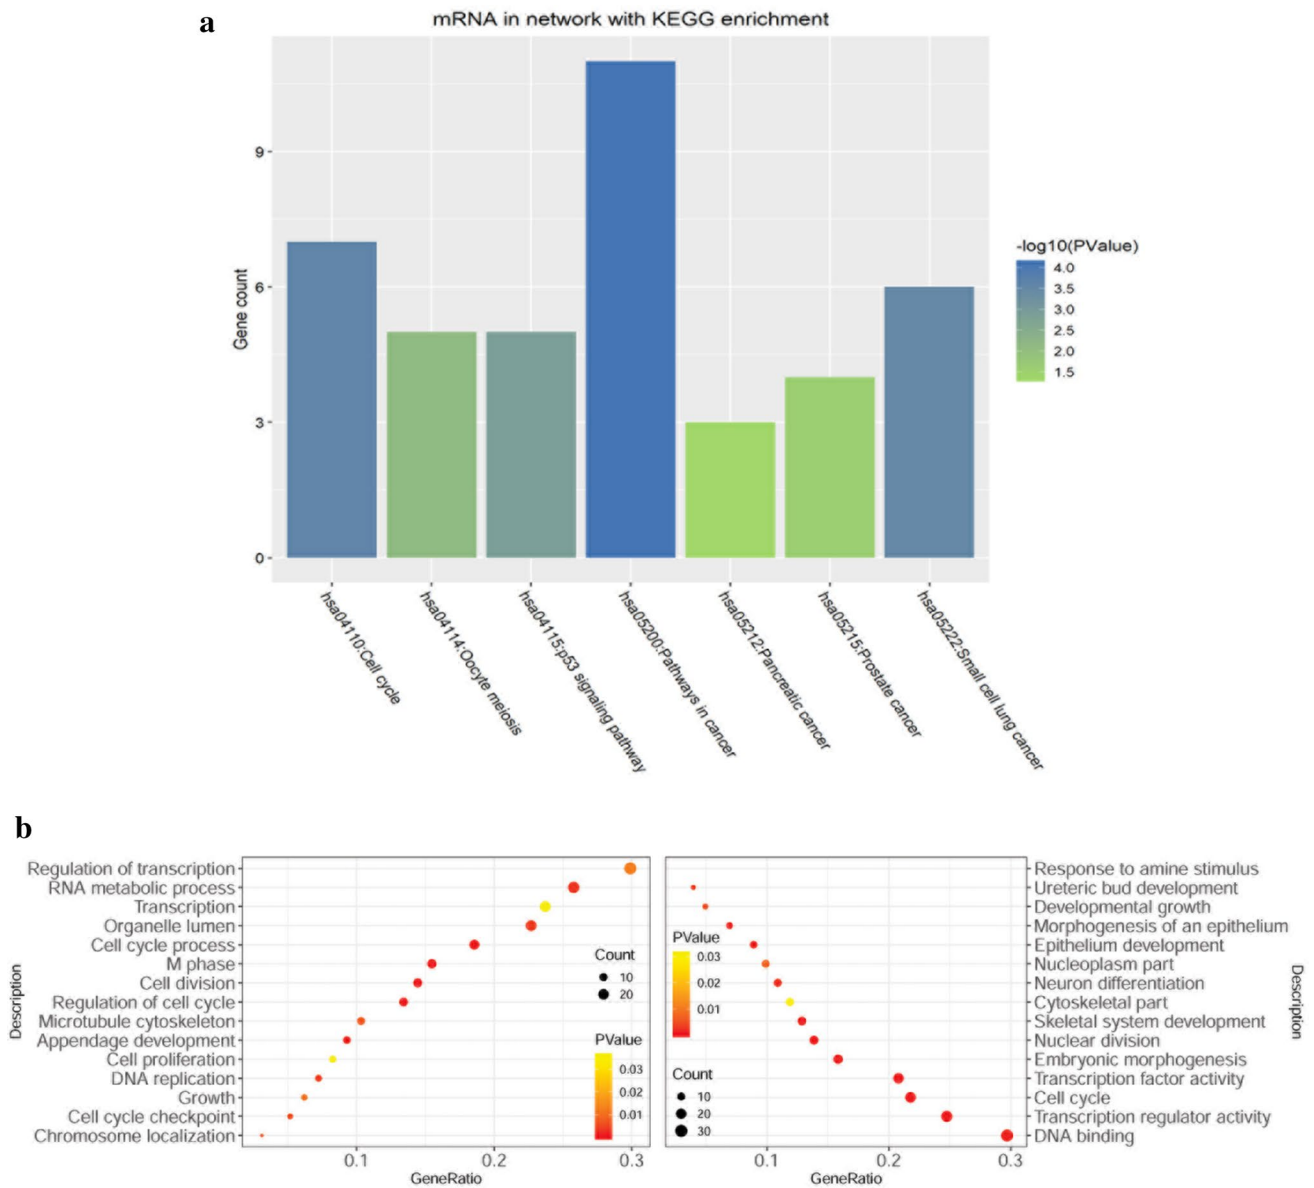 a
mRNA in network with KEGG enrichment
Gene count
9
6
3
0
hsa04110:Cell cycle
hsa04114:Oocyte meiosis
hsa04115:p53 signaling pathway
hsa05200:Pathways in cancer
hsa05212:Pancreatic cancer
hsa05215:Prostate cancer
hsa05222:Small cell lung cancer
-log10(PValue)
4.0
3.5
3.0
2.5
2.0
1.5
b
Description
Regulation of transcription
RNA metabolic process
Transcription
Organelle lumen
Cell cycle process
M phase
Cell division
Regulation of cell cycle
Microtubule cytoskeleton
Appendage development
Cell proliferation
DNA replication
Growth
Cell cycle checkpoint
Chromosome localization
Count
10
20
PValue
0.03
0.02
0.01
0.1
0.2
0.3
GeneRatio
PValue
0.03
0.02
0.01
Count
10
20
30
Response to amine stimulus
Ureteric bud development
Developmental growth
Morphogenesis of an epithelium
Epithelium development
Nucleoplasm part
Neuron differentiation
Cytoskeletal part
Skeletal system development
Nuclear division
Embryonic morphogenesis
Transcription factor activity
Cell cycle
Transcription regulator activity
DNA binding
Description
0.1
0.2
0.3
GeneRatio